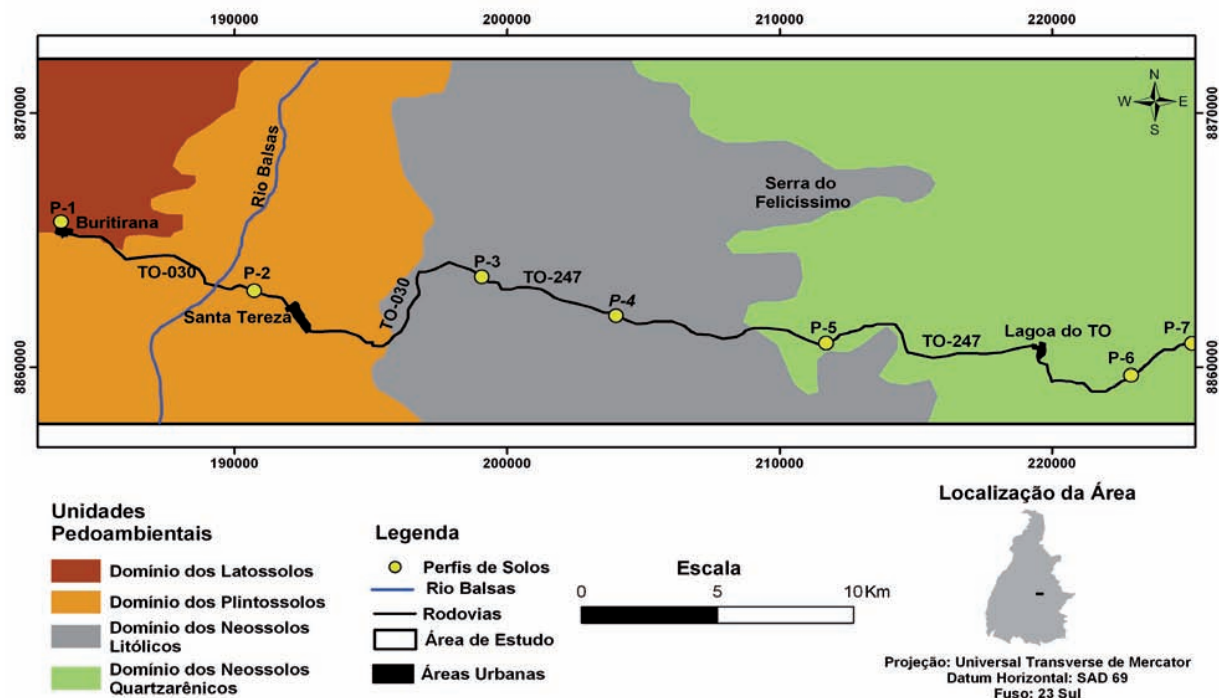 190000 200000 210000 220000
8870000
8870000
8860000
8860000
N
W E
S
P-1
Buritirana
TO-030
Rio Balsas
P-2
Santa Tereza
TO-030
P-3
TO-247
P-4
Serra do
Felicíssimo
P-5
TO-247
Lagoa do TO
P-6
P-7
190000 200000 210000 220000
Unidades
Pedoambientais
Domínio dos Latossolos
Domínio dos Plintossolos
Domínio dos Neossolos
Litólicos
Domínio dos Neossolos
Quartzarênicos
Legenda
Perfis de Solos
Rio Balsas
Rodovias
Área de Estudo
Áreas Urbanas
Escala
0 5 10 Km
Localização da Área
Projeção: Universal Transverse de Mercator
Datum Horizontal: SAD 69
Fuso: 23 Sul